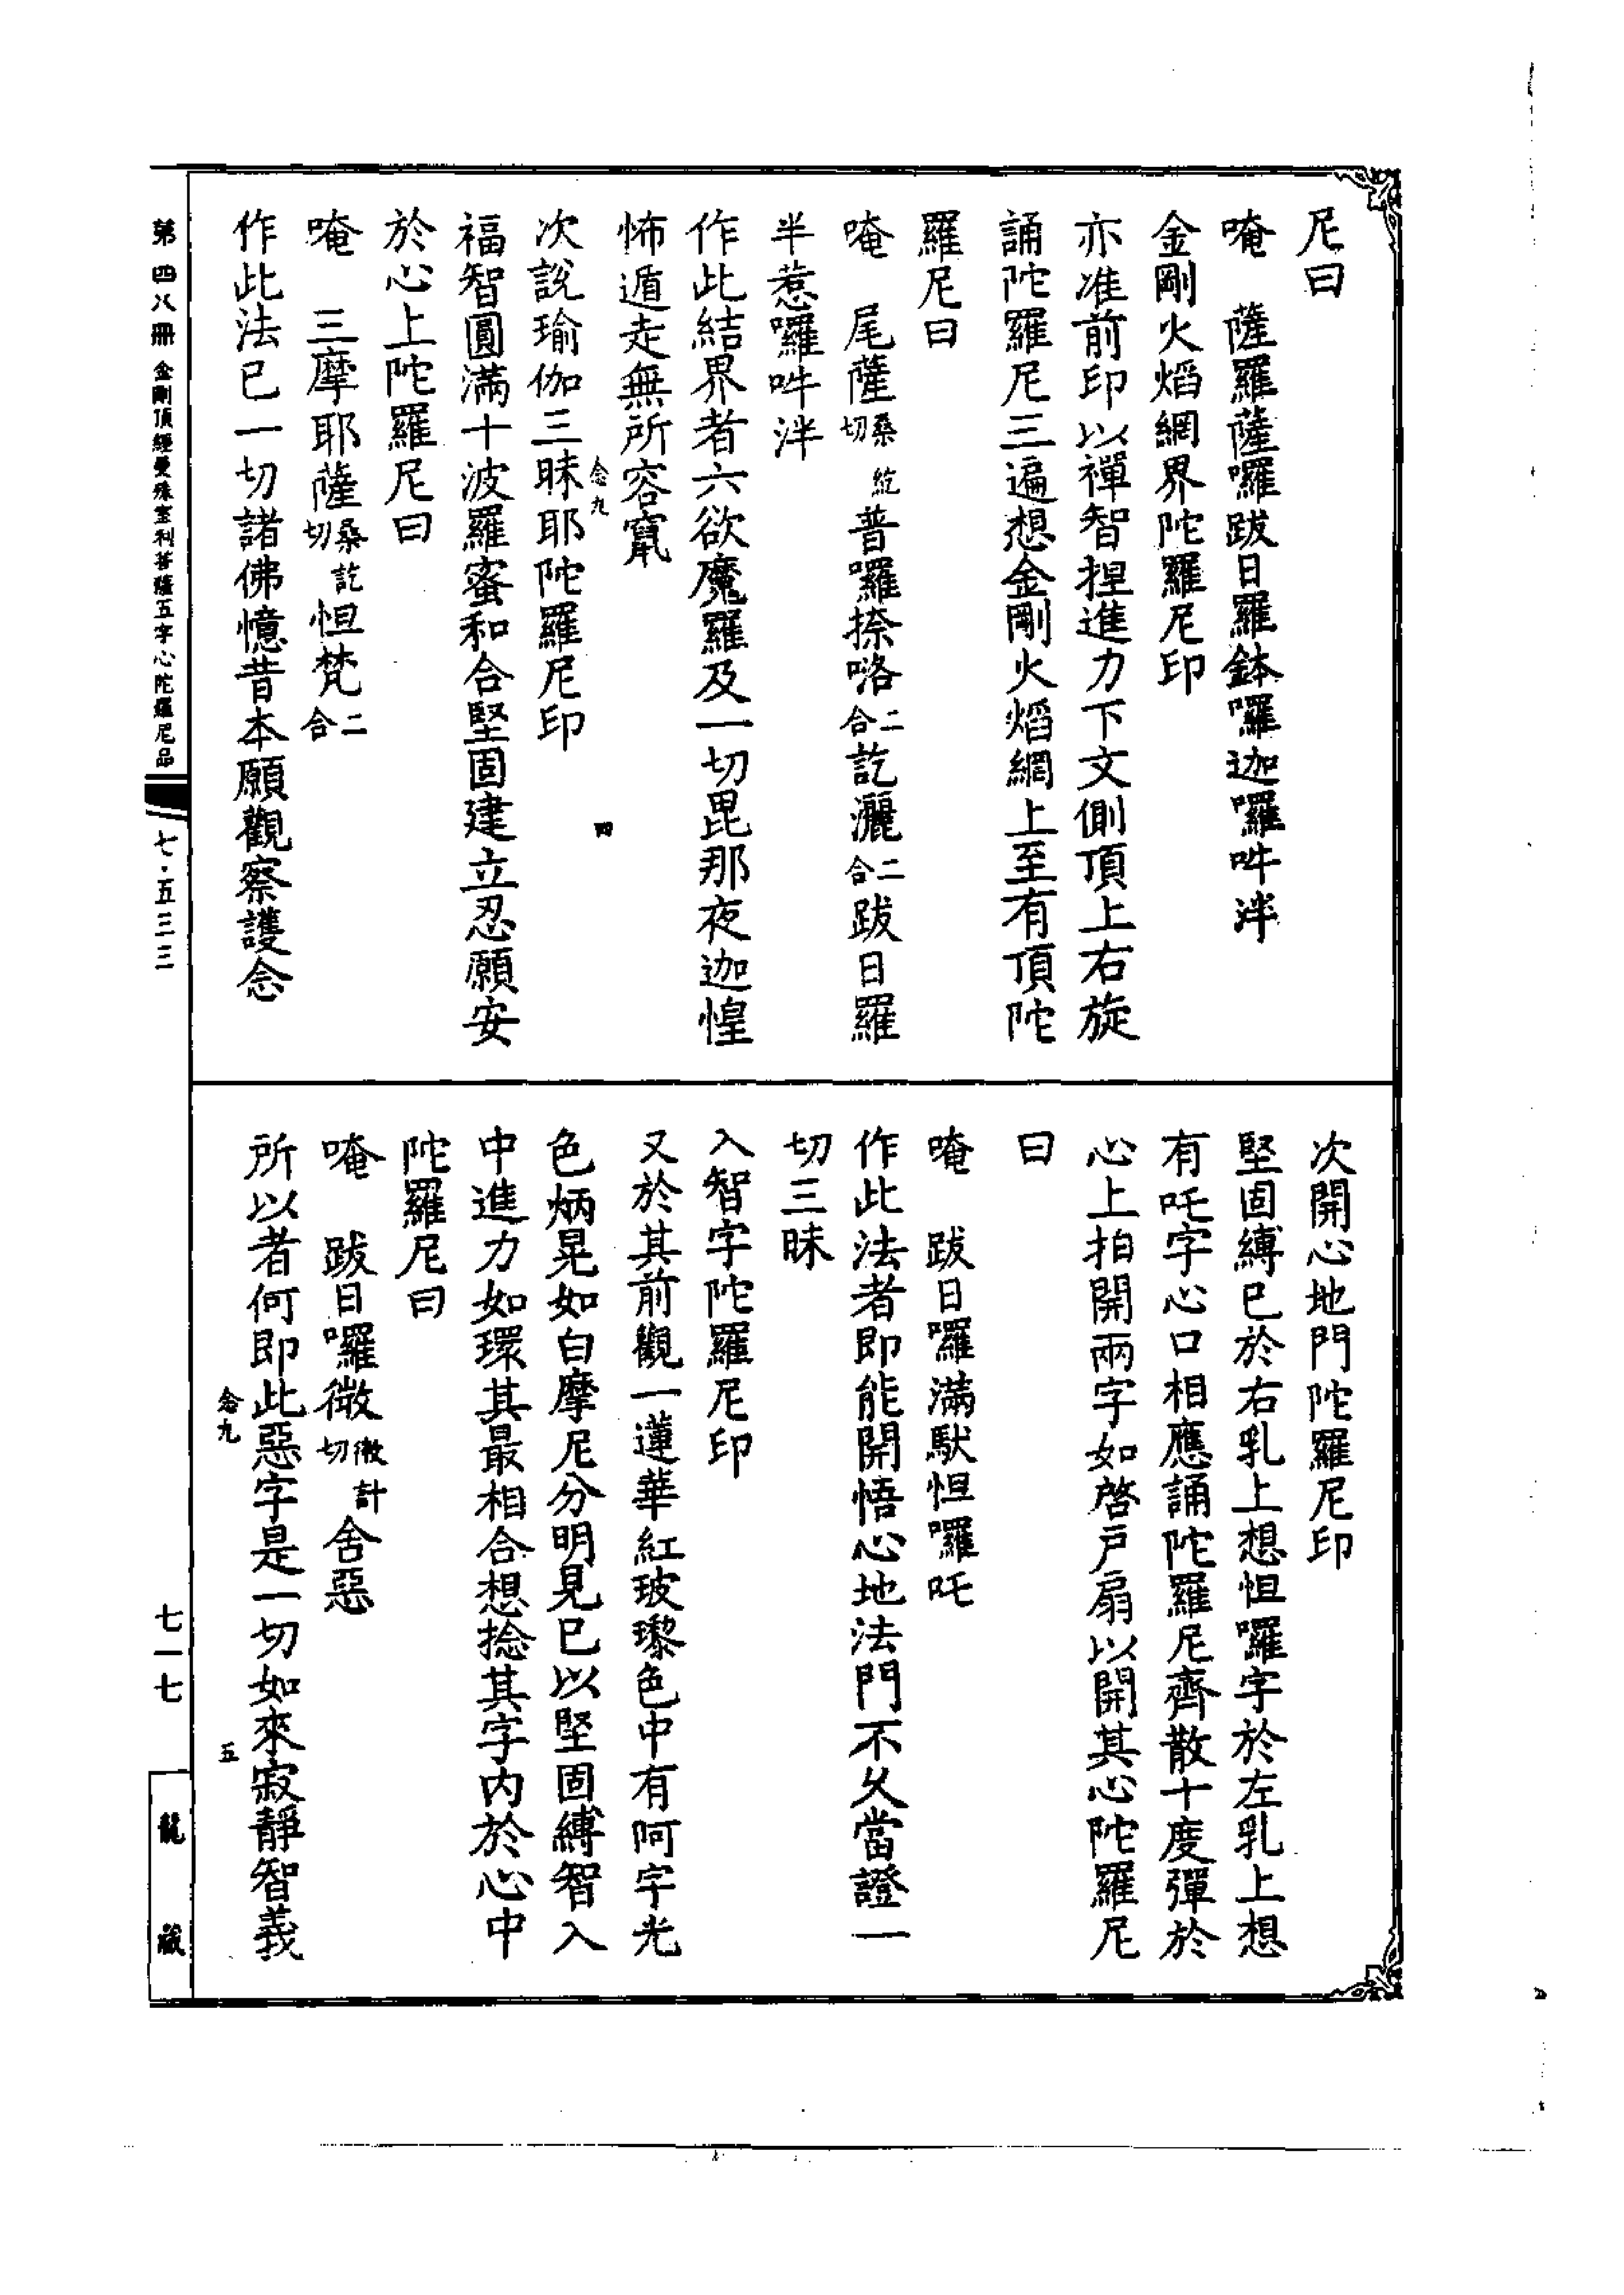 尼曰
唵　薩羅薩囉跋日羅鉢囉迦囉吽泮
金剛火焰網界陀羅尼印
亦准前印以禪智捏進力下文側頂上右旋
誦陀羅尼三遍想金剛火焰網上至有頂陀
羅尼曰
唵　尾薩桑紇切普囉捺咯二合訖灑二合跋日羅
半惹囉吽泮
作此結界者六欲魔羅及一切毘那夜迦惶
怖遁走無所容竄
念九　四
次說瑜伽三昧耶陀羅尼印
福智圓滿十波羅蜜和合堅固建立忍願安
於心上陀羅尼曰
唵　三摩耶薩桑訖切怛梵二合
作此法已一切諸佛憶昔本願觀察護念
第四八冊　金剛頂經曼殊室利菩薩五字心陀羅尼品　七·五三三
次開心地門陀羅尼印
堅固縛已於右乳上想怛囉字於左乳上想
有吒字心口相應誦陀羅尼齊散十度彈於
心上拍開兩字如啓戶扇以開其心陀羅尼
曰
唵　跋日囉滿馱怛囉吒
作此法者即能開悟心地法門不久當證一
切三昧
入智字陀羅尼印
又於其前觀一蓮華紅玻瓈色中有阿字光
色炳晃如白摩尼分明見已以堅固縛智入
中進力如環其最相合想捻其字內於心中
陀羅尼曰
唵　跋日囉微微計切舍惡
所以者何即此惡字是一切如來寂靜智義
念九　五
七一七
龍藏